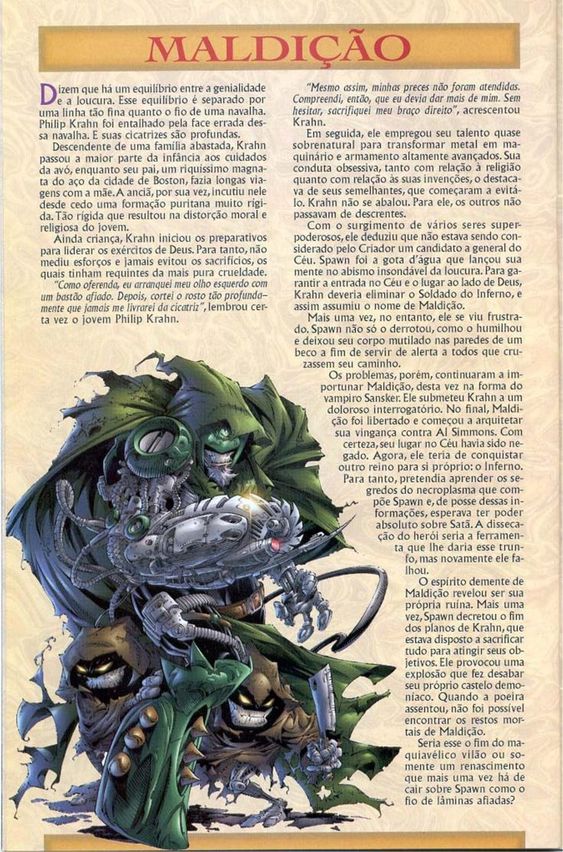 MALDIÇÃO
Dizem que há um equilíbrio entre a genialidade
e a loucura. Esse equilíbrio é separado por
uma linha tão fina quanto o fio de uma navalha.
Philip Krahn foi entalhado pela face errada des-
sa navalha. E suas cicatrizes são profundas.
Descendente de uma família abastada, Krahn
passou a maior parte da infância aos cuidados
da avó, enquanto seu pai, um riquíssimo magna-
ta do aço da cidade de Boston, fazia longas via-
gens com a mãe. A anciã, por sua vez, incutiu nele
desde cedo uma formação puritana muito rígi-
da. Tão rígida que resultou na distorção moral e
religiosa do jovem.
Ainda criança, Krahn iniciou os preparativos
para liderar os exércitos de Deus. Para tanto, não
mediu esforços e jamais evitou os sacrifícios, os
quais tinham requintes da mais pura crueldade.
"Como oferenda, eu arranquei meu olho esquerdo com
um bastão afiado. Depois, cortei o rosto tão profunda-
mente que jamais me livrarei da cicatriz", lembrou cer-
ta vez o jovem Philip Krahn.
"Mesmo assim, minhas preces não foram atendidas.
Compreendi, então, que eu devia dar mais de mim. Sem
hesitar, sacrifiquei meu braço direito", acrescentou
Krahn.
Em seguida, ele empregou seu talento quase
sobrenatural para transformar metal em ma-
quinário e armamento altamente avançados. Sua
conduta obsessiva, tanto com relação à religião
quanto com relação às suas invenções, o destaca-
va de seus semelhantes, que começaram a evitá-
lo. Krahn não se abalou. Para ele, os outros não
passavam de descrentes.
Com o surgimento de vários seres super-
poderosos, ele deduziu que não estava sendo con-
siderado pelo Criador um candidato a general do
Céu. Spawn foi a gota d'água que lançou sua
mente no abismo insondável da loucura. Para ga-
rantir a entrada no Céu e o lugar ao lado de Deus,
Krahn deveria eliminar o Soldado do Inferno, e
assim assumiu o nome de Maldição.
Mais uma vez, no entanto, ele se viu frustra-
do. Spawn não só o derrotou, como o humilhou
e deixou seu corpo mutilado nas paredes de um
beco a fim de servir de alerta a todos que cru-
zassem seu caminho.
Os problemas, porém, continuaram a im-
portunar Maldição, desta vez na forma do
vampiro Sansker. Ele submeteu Krahn a um
doloroso interrogatório. No final, Maldi-
ção foi libertado e começou a arquitetar
sua vingança contra Al Simmons. Com
certeza, seu lugar no Céu havia sido ne-
gado. Agora, ele teria de conquistar
outro reino para si próprio: o Inferno.
Para tanto, pretendia aprender os se-
gredos do necroplasma que com-
põe Spawn e, de posse dessas in-
formações, esperava ter poder
absoluto sobre Satã. A disseca-
ção do herói seria a ferramen-
ta que lhe daria esse trun-
fo, mas novamente ele fa-
lhou.
O espírito demente de
Maldição revelou ser sua
própria ruína. Mais uma
vez, Spawn decretou o fim
dos planos de Krahn, que
estava disposto a sacrificar
tudo para atingir seus ob-
jetivos. Ele provocou uma
explosão que fez desabar
seu próprio castelo demo-
níaco. Quando a poeira
assentou, não foi possível
encontrar os restos mor-
tais de Maldição.
Seria esse o fim do ma-
quiavélico vilão ou so-
mente um renascimento
que mais uma vez há de
cair sobre Spawn como o
fio de lâminas afiadas?